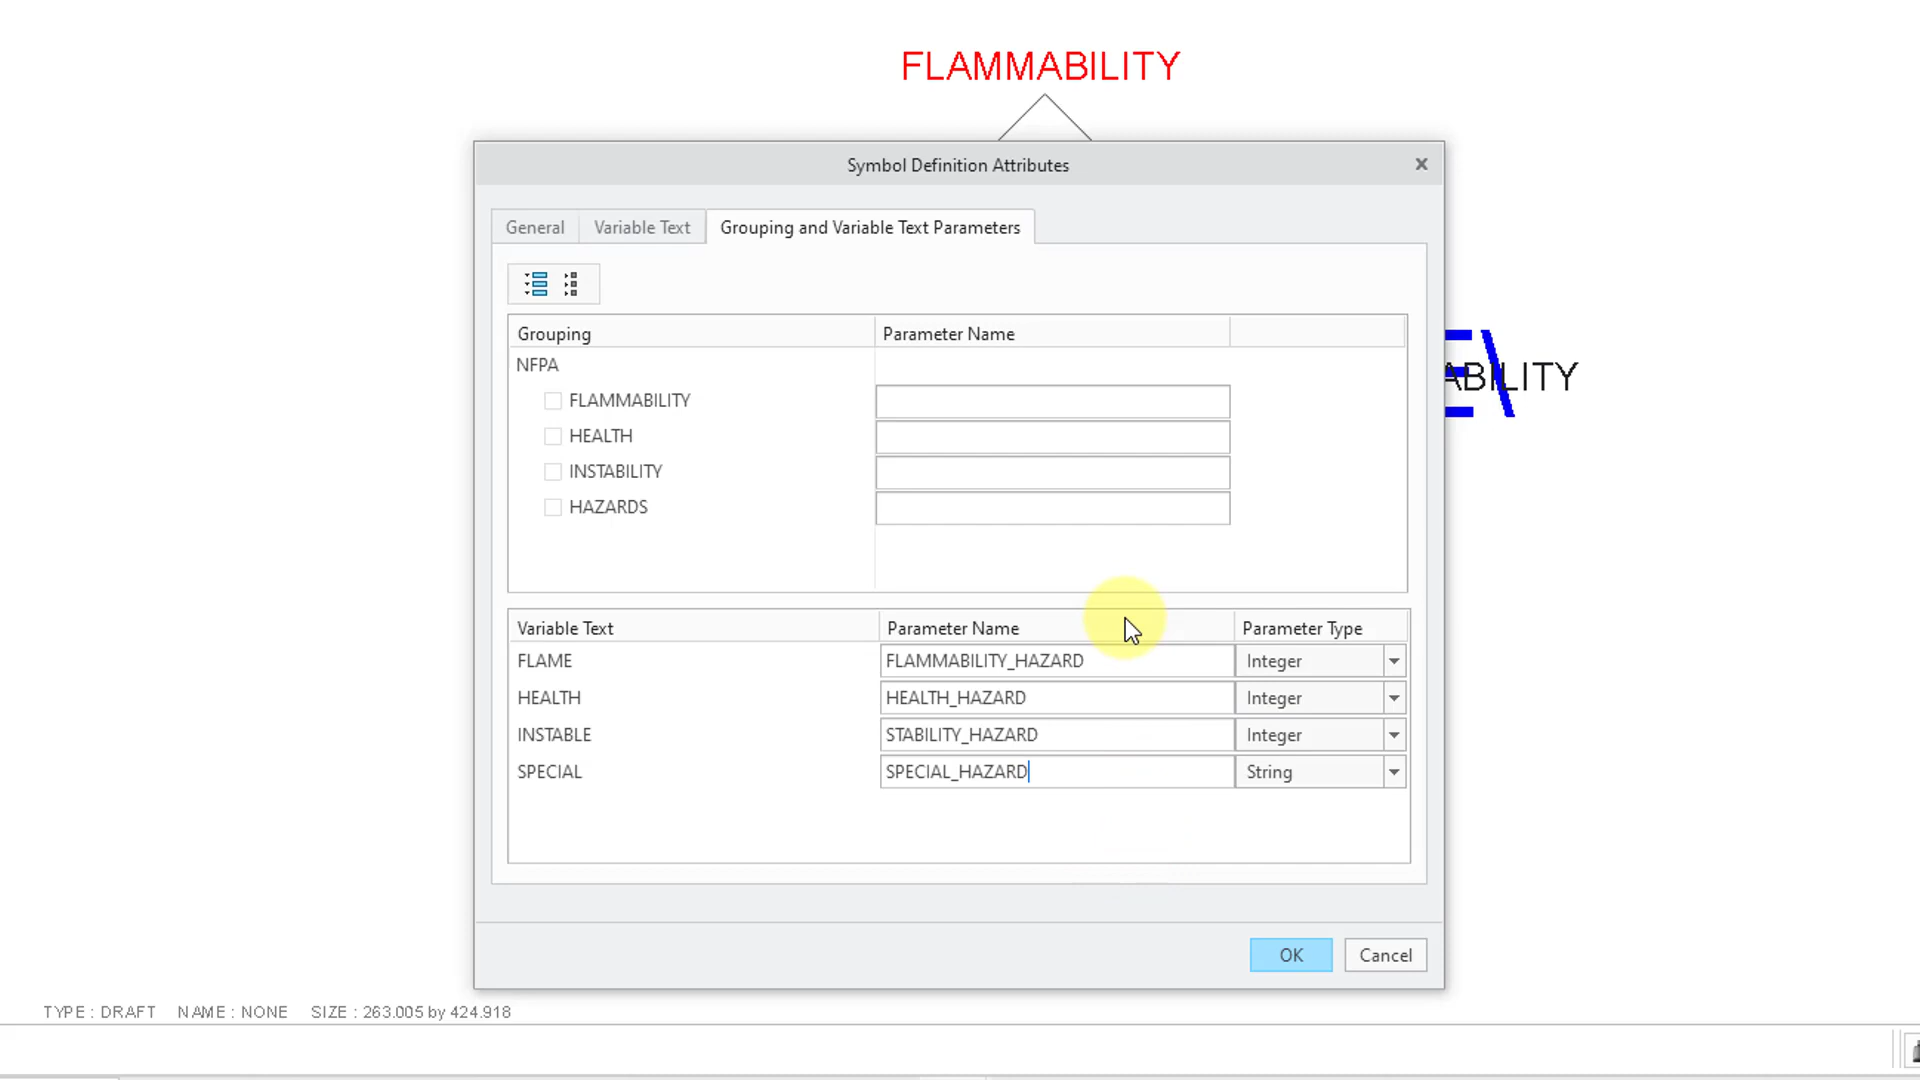 FLAMMABILITY
Symbol Definition Attributes
General Variable Text Grouping and Variable Text Parameters
Grouping Parameter Name
NFPA
ABILITY
FLAMMABILITY
HEALTH
INSTABILITY
HAZARDS
Variable Text Parameter Name Parameter Type
FLAME FLAMMABILITY_HAZARD Integer
HEALTH HEALTH_HAZARD Integer
INSTABLE STABILITY_HAZARD Integer
SPECIAL SPECIAL_HAZARD String
OK Cancel
TYPE : DRAFT NAME : NONE SIZE : 263.005 by 424.918